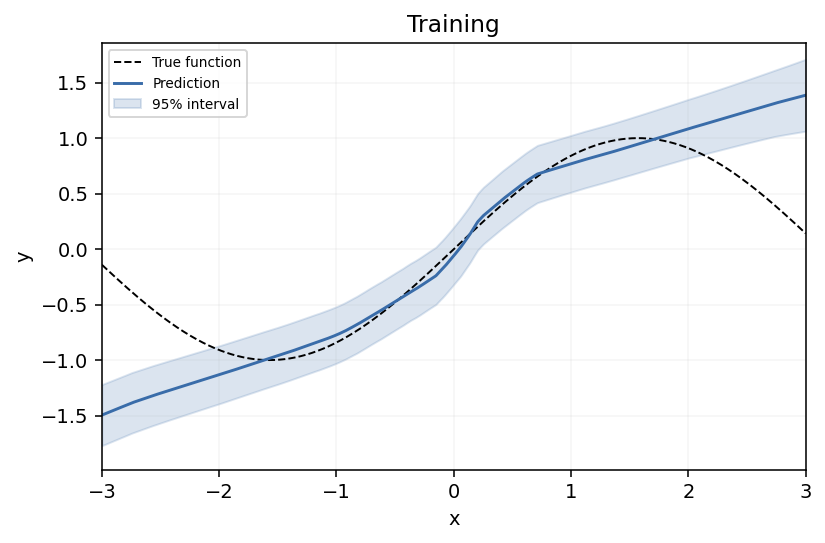 Training
True function
Prediction
95% interval
1.5
1.0
0.5
0.0
−0.5
−1.0
−1.5
y
−3 −2 −1 0 1 2 3
x